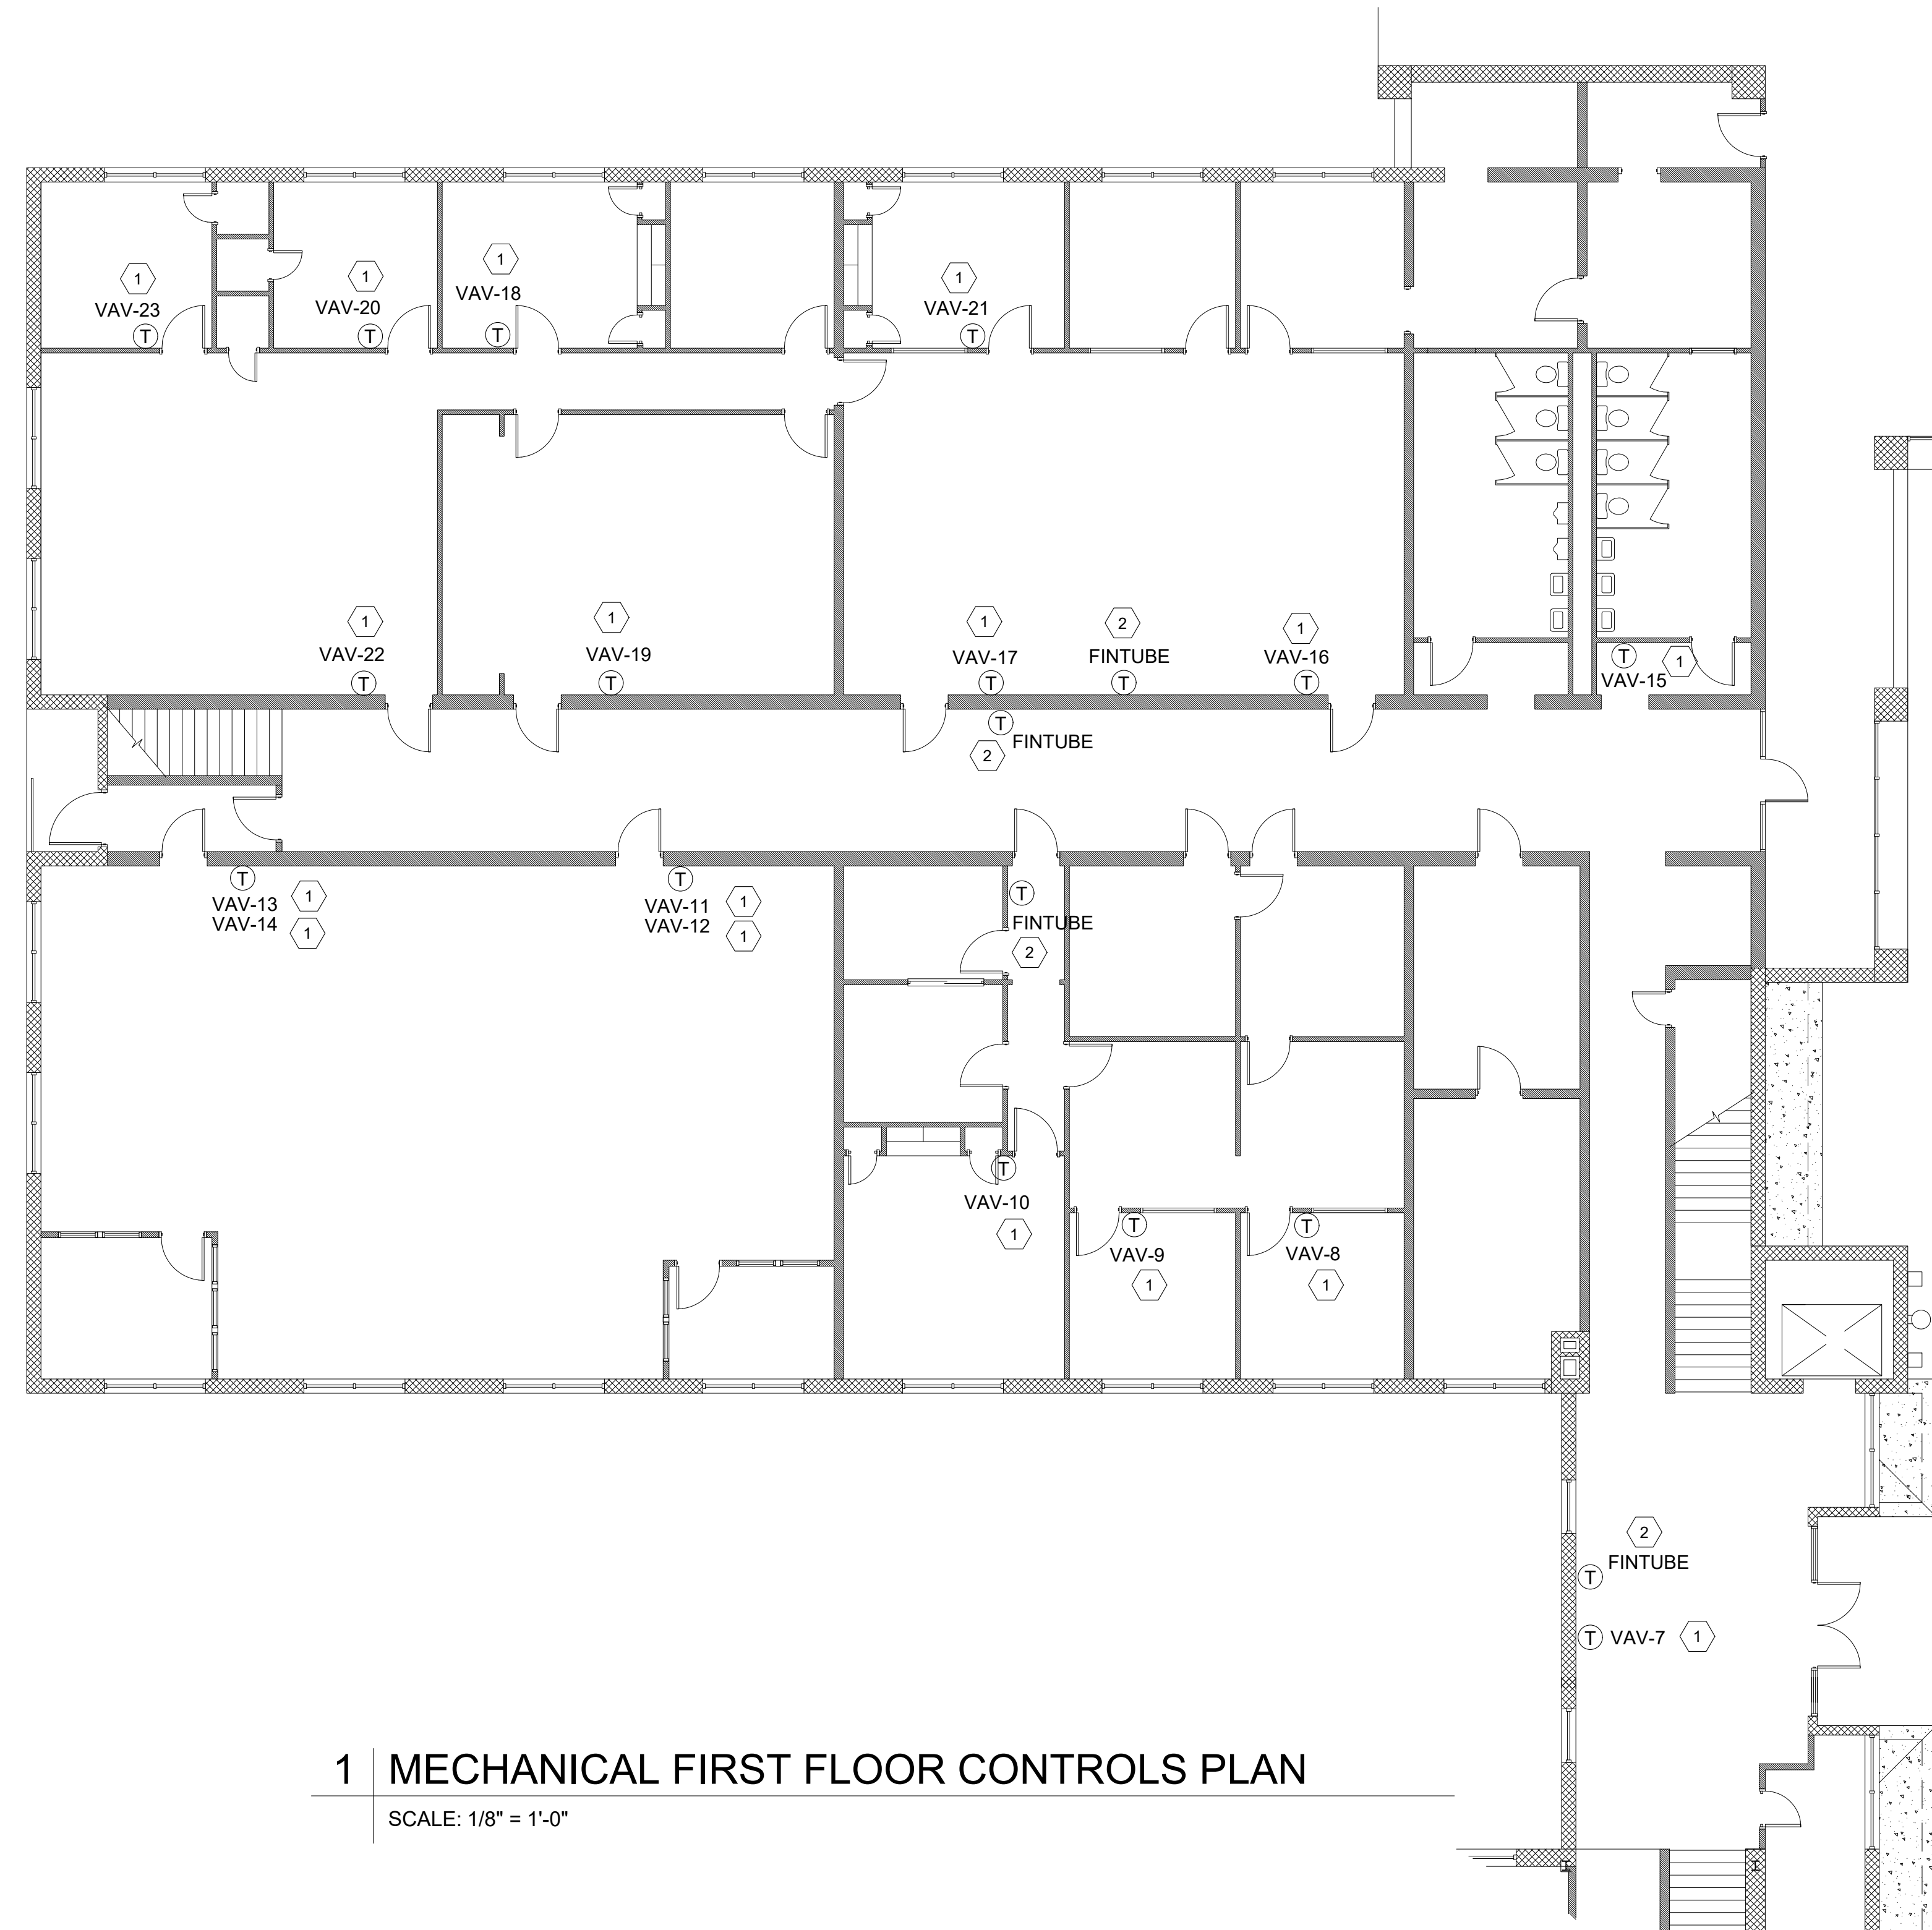 1
VAV-23
T
1
VAV-20
T
1
VAV-18
T
1
VAV-21
T
1
VAV-22
T
1
VAV-19
T
1
VAV-17
T
2
FINTUBE
T
1
VAV-16
T
T
1
VAV-15
T
FINTUBE
2
T
VAV-13
1
VAV-14
1
T
VAV-11
1
VAV-12
1
T
FINTUBE
2
T
VAV-10
1
T
VAV-9
1
T
VAV-8
1
2
FINTUBE
T
T VAV-7 1
1 MECHANICAL FIRST FLOOR CONTROLS PLAN
SCALE: 1/8" = 1'-0"